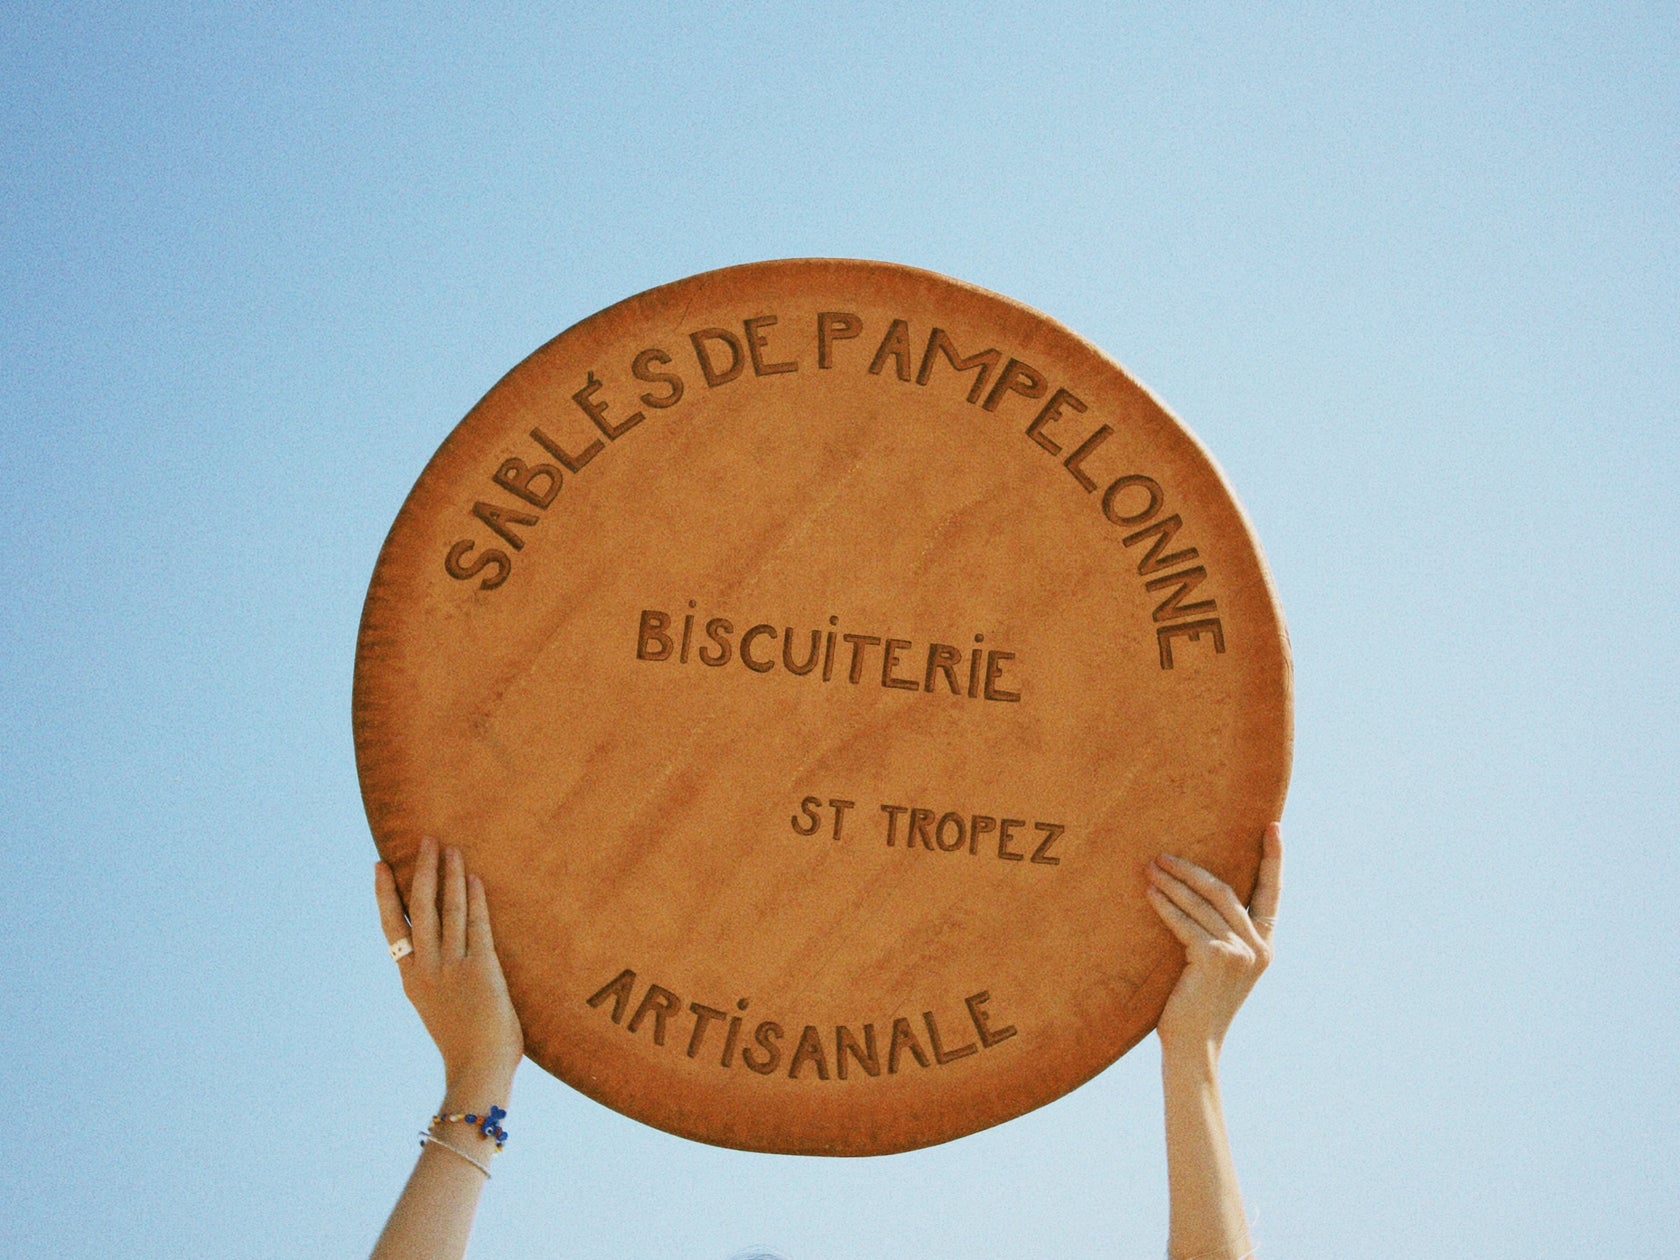 SABLÉS DE PAMPELONNE
BISCUITERIE
ST TROPEZ
ARTISANALE